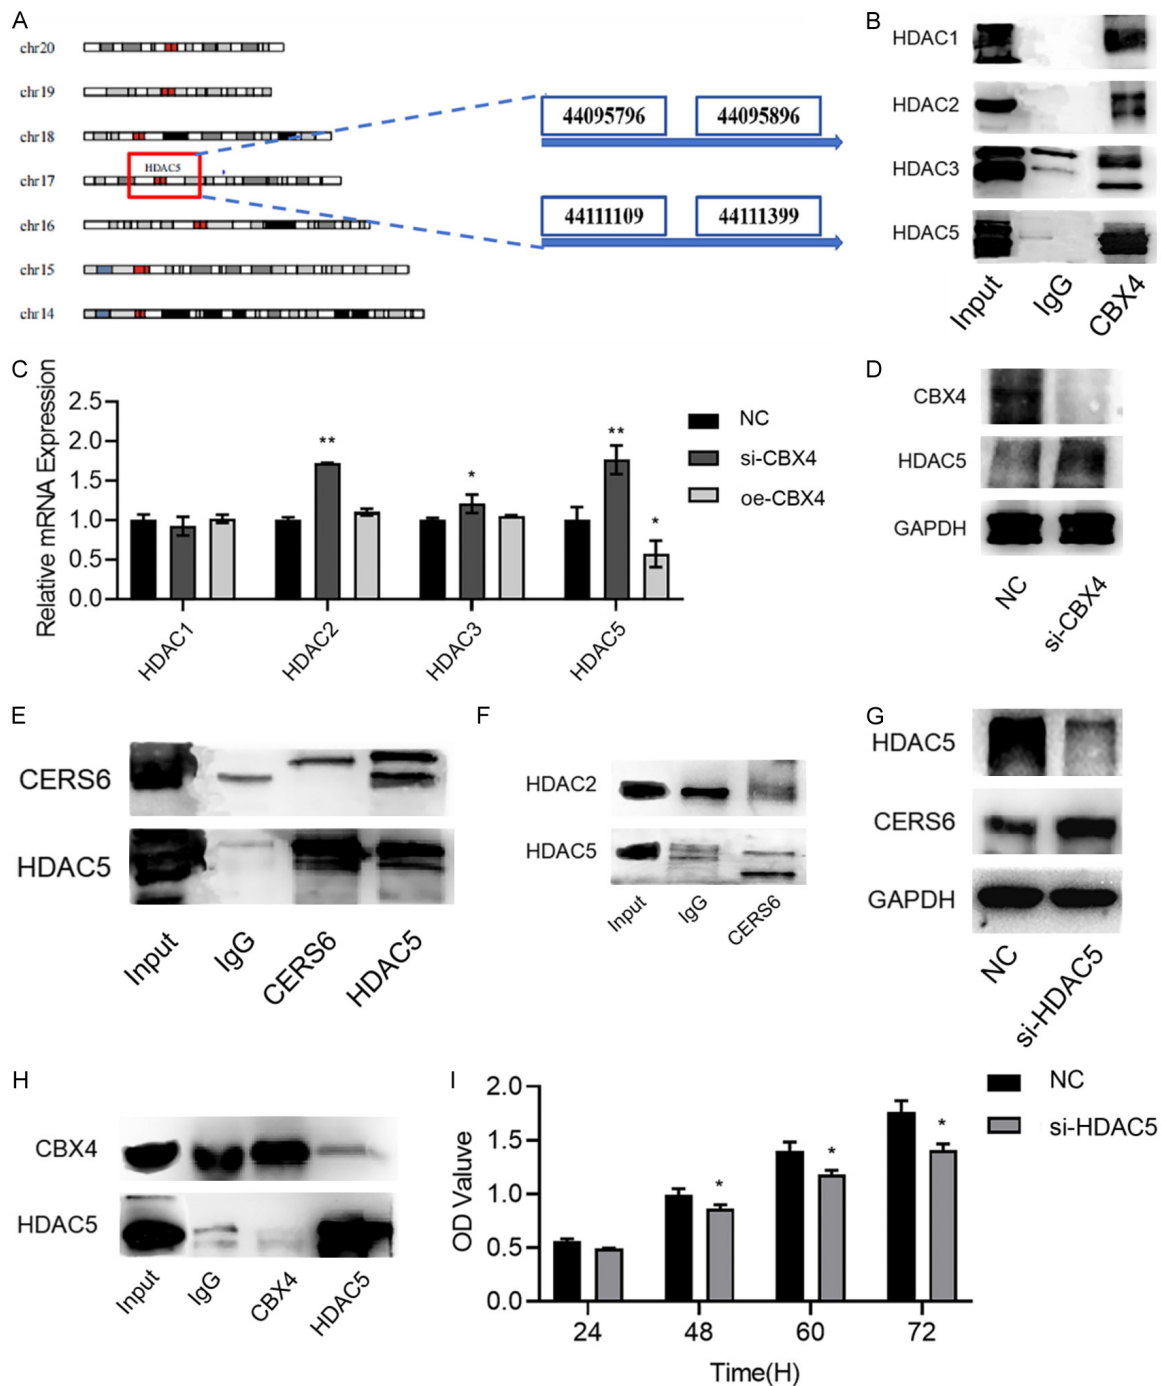 A
chr20
chr19
chr18
HDAC5
chr17
chr16
chr15
chr14
44095796
44095896
44111109
44111399
B
HDAC1
HDAC2
HDAC3
HDAC5
Input
IgG
CBX4
C
Relative mRNA Expression
2.5
2.0
1.5
1.0
0.5
0.0
**
*
**
*
HDAC1
HDAC2
HDAC3
HDAC5
NC
si-CBX4
oe-CBX4
D
CBX4
HDAC5
GAPDH
NC
si-CBX4
E
CERS6
HDAC5
Input
IgG
CERS6
HDAC5
F
HDAC2
HDAC5
Input
IgG
CERS6
G
HDAC5
CERS6
GAPDH
NC
si-HDAC5
H
CBX4
HDAC5
Input
IgG
CBX4
HDAC5
I
OD Valuve
2.0
1.5
1.0
0.5
0.0
*
*
*
24
48
60
72
Time(H)
NC
si-HDAC5